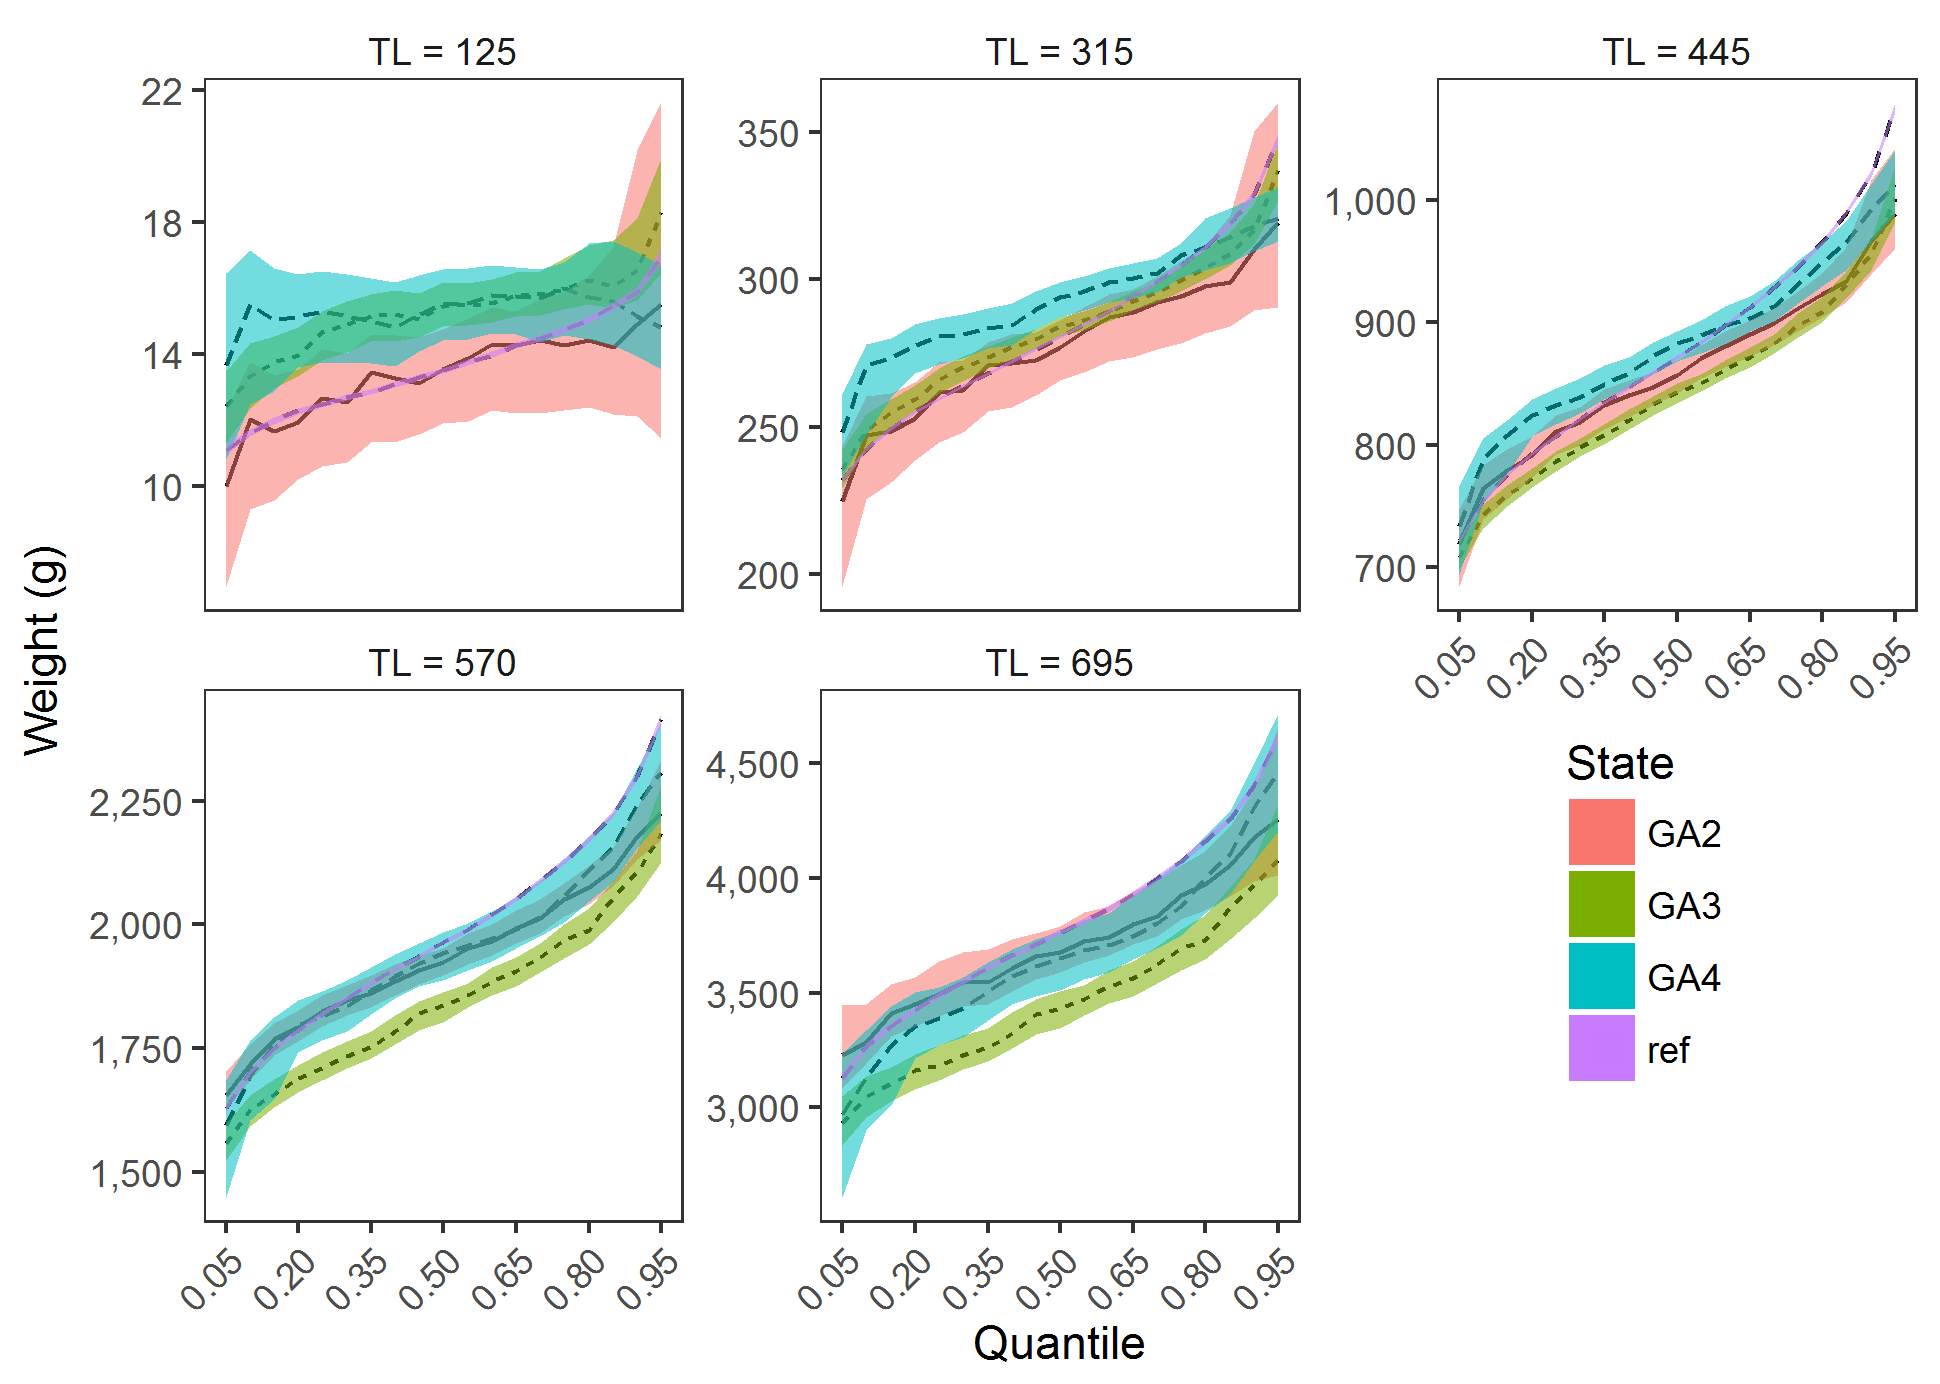 TL = 125
TL = 315
TL = 445
22
18
14
10
350
300
250
200
1,000
900
800
700
0.05 0.20 0.35 0.50 0.65 0.80 0.95
TL = 570
TL = 695
2,250
2,000
1,750
1,500
4,500
4,000
3,500
3,000
0.05 0.20 0.35 0.50 0.65 0.80 0.95
0.05 0.20 0.35 0.50 0.65 0.80 0.95
Weight (g)
Quantile
State
GA2
GA3
GA4
ref